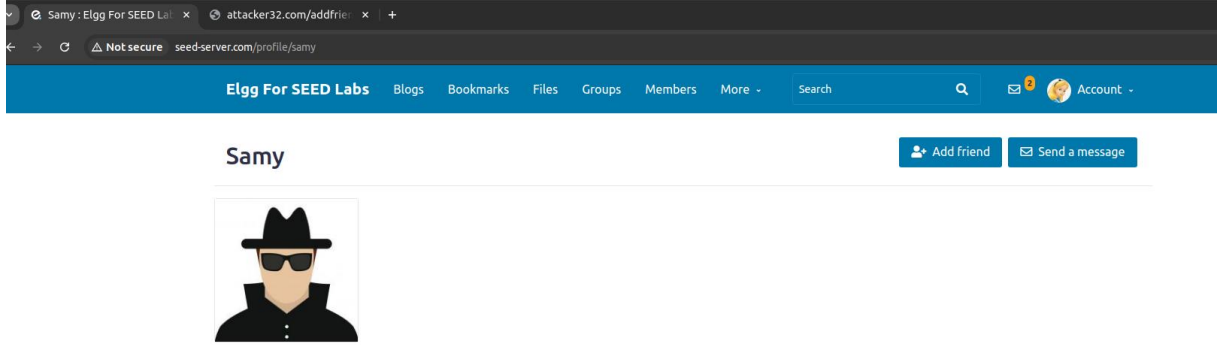 Samy : Elgg For SEED Lab
attacker32.com/addfrien
Not secure seed-server.com/profile/samy
Elgg For SEED Labs Blogs Bookmarks Files Groups Members More Search 2 Account
Samy Add friend Send a message